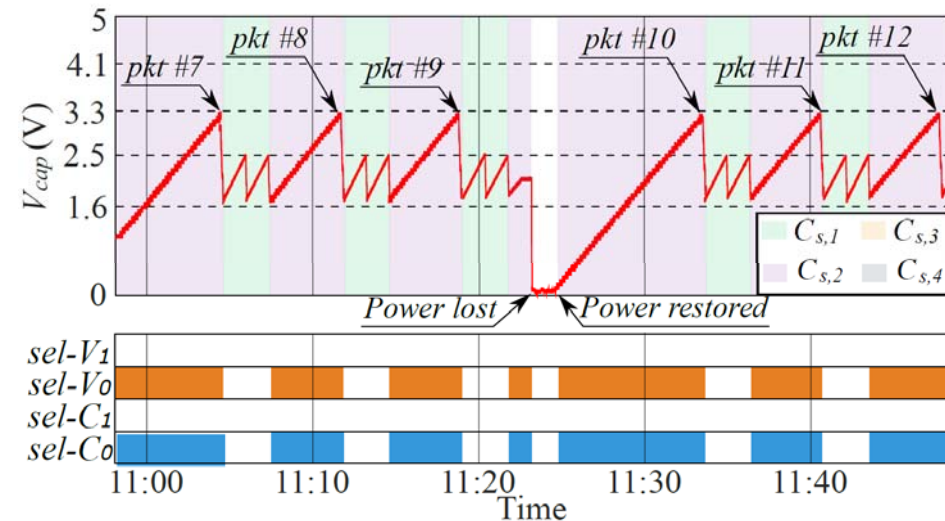 5
4.1
3.3
2.5
1.6
0
V_cap (V)
pkt #7
pkt #8
pkt #9
pkt #10
pkt #11
pkt #12
C_s,1
C_s,3
C_s,2
C_s,4
Power lost
Power restored
sel-V₁
sel-V₀
sel-C₁
sel-C₀
11:00
11:10
11:20
11:30
11:40
Time